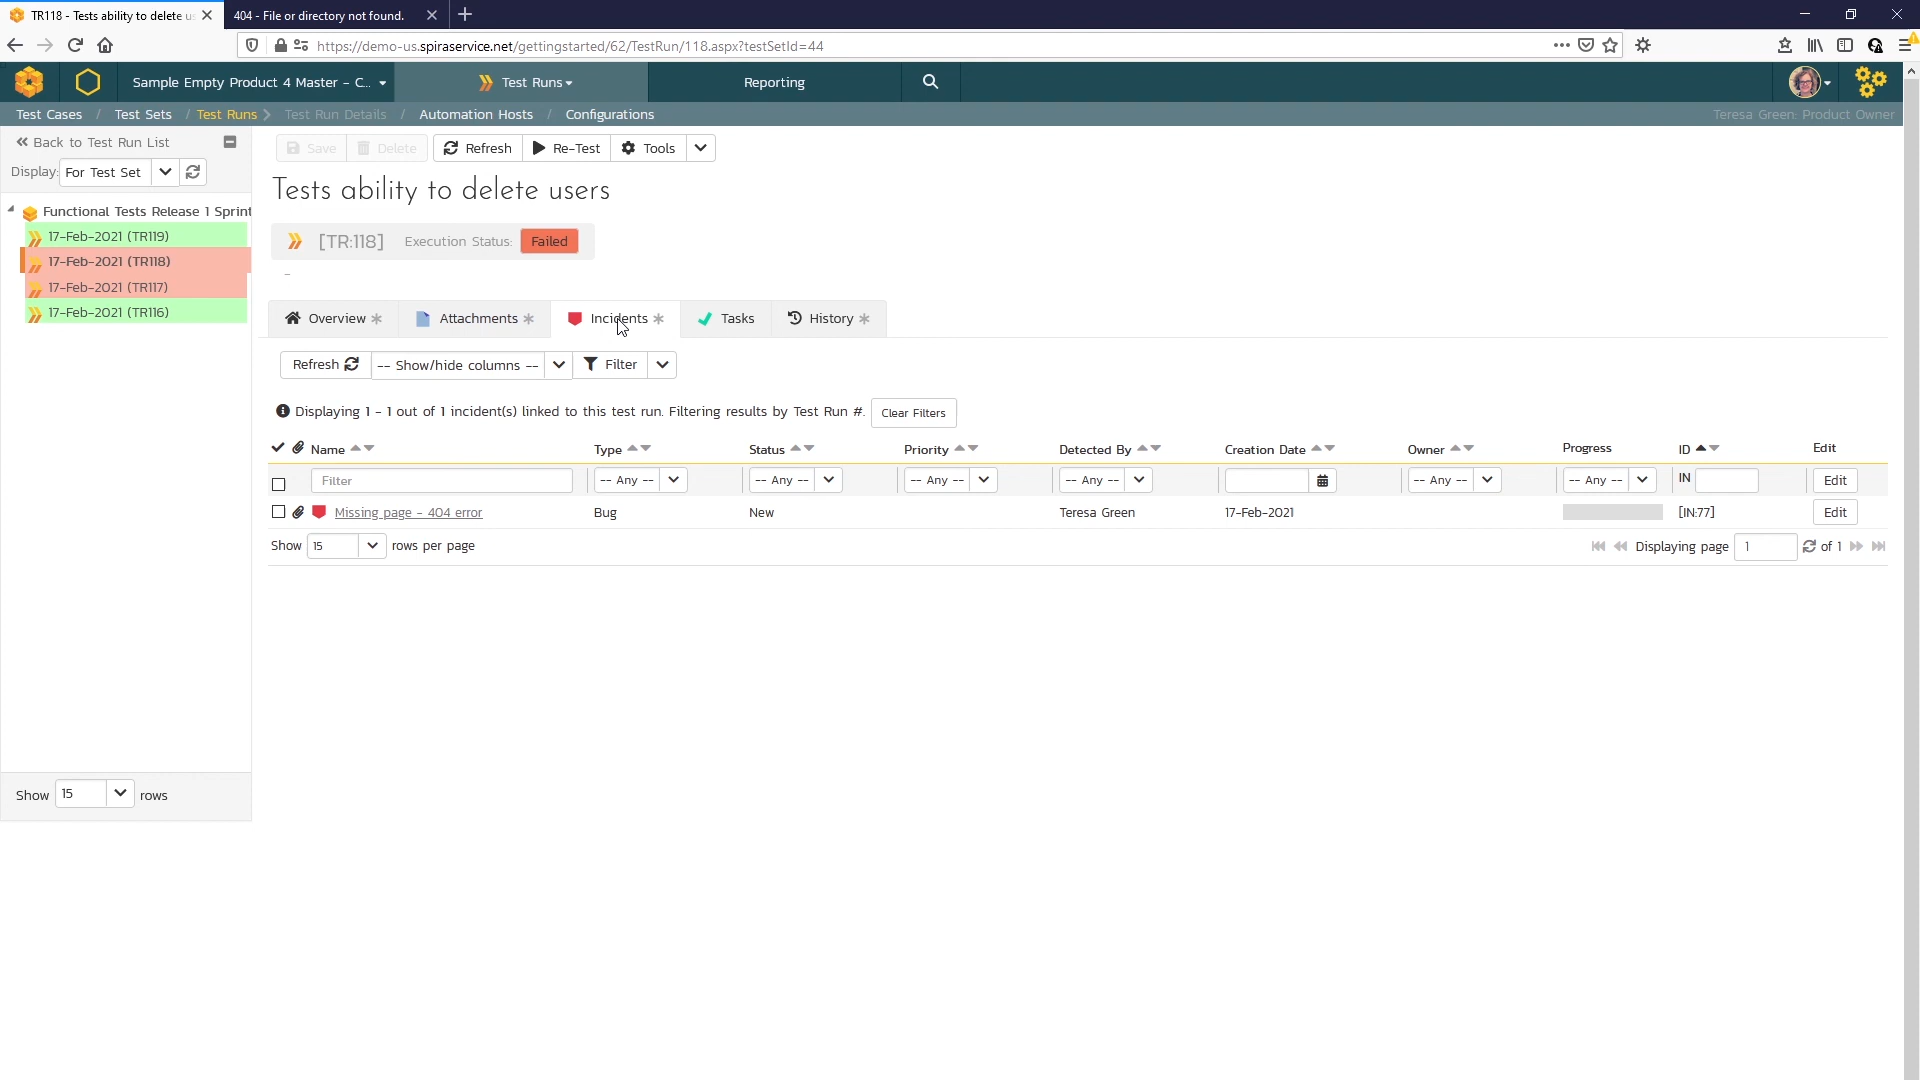 TR118 - Tests ability to delete us
404 - File or directory not found.
https://demo-us.spiraservice.net/gettingstarted/62/TestRun/118.aspx?testSetId=44
Sample Empty Product 4 Master - C...
Test Runs
Reporting
Test Cases / Test Sets / Test Runs Test Run Details / Automation Hosts / Configurations
Teresa Green: Product Owner
Back to Test Run List
Display: For Test Set
Functional Tests Release 1 Sprint
17-Feb-2021 (TR119)
17-Feb-2021 (TR118)
17-Feb-2021 (TR117)
17-Feb-2021 (TR116)
Show 15 rows
Save Delete Refresh Re-Test Tools
Tests ability to delete users
[TR:118] Execution Status: Failed
-
Overview Attachments Incidents Tasks History
Refresh -- Show/hide columns -- Filter
Displaying 1 - 1 out of 1 incident(s) linked to this test run. Filtering results by Test Run #. Clear Filters
Name Type Status Priority Detected By Creation Date Owner Progress ID Edit
Filter -- Any -- -- Any -- -- Any -- -- Any -- -- Any -- -- Any -- IN Edit
Missing page - 404 error Bug New Teresa Green 17-Feb-2021 [IN:77] Edit
Show 15 rows per page Displaying page 1 of 1